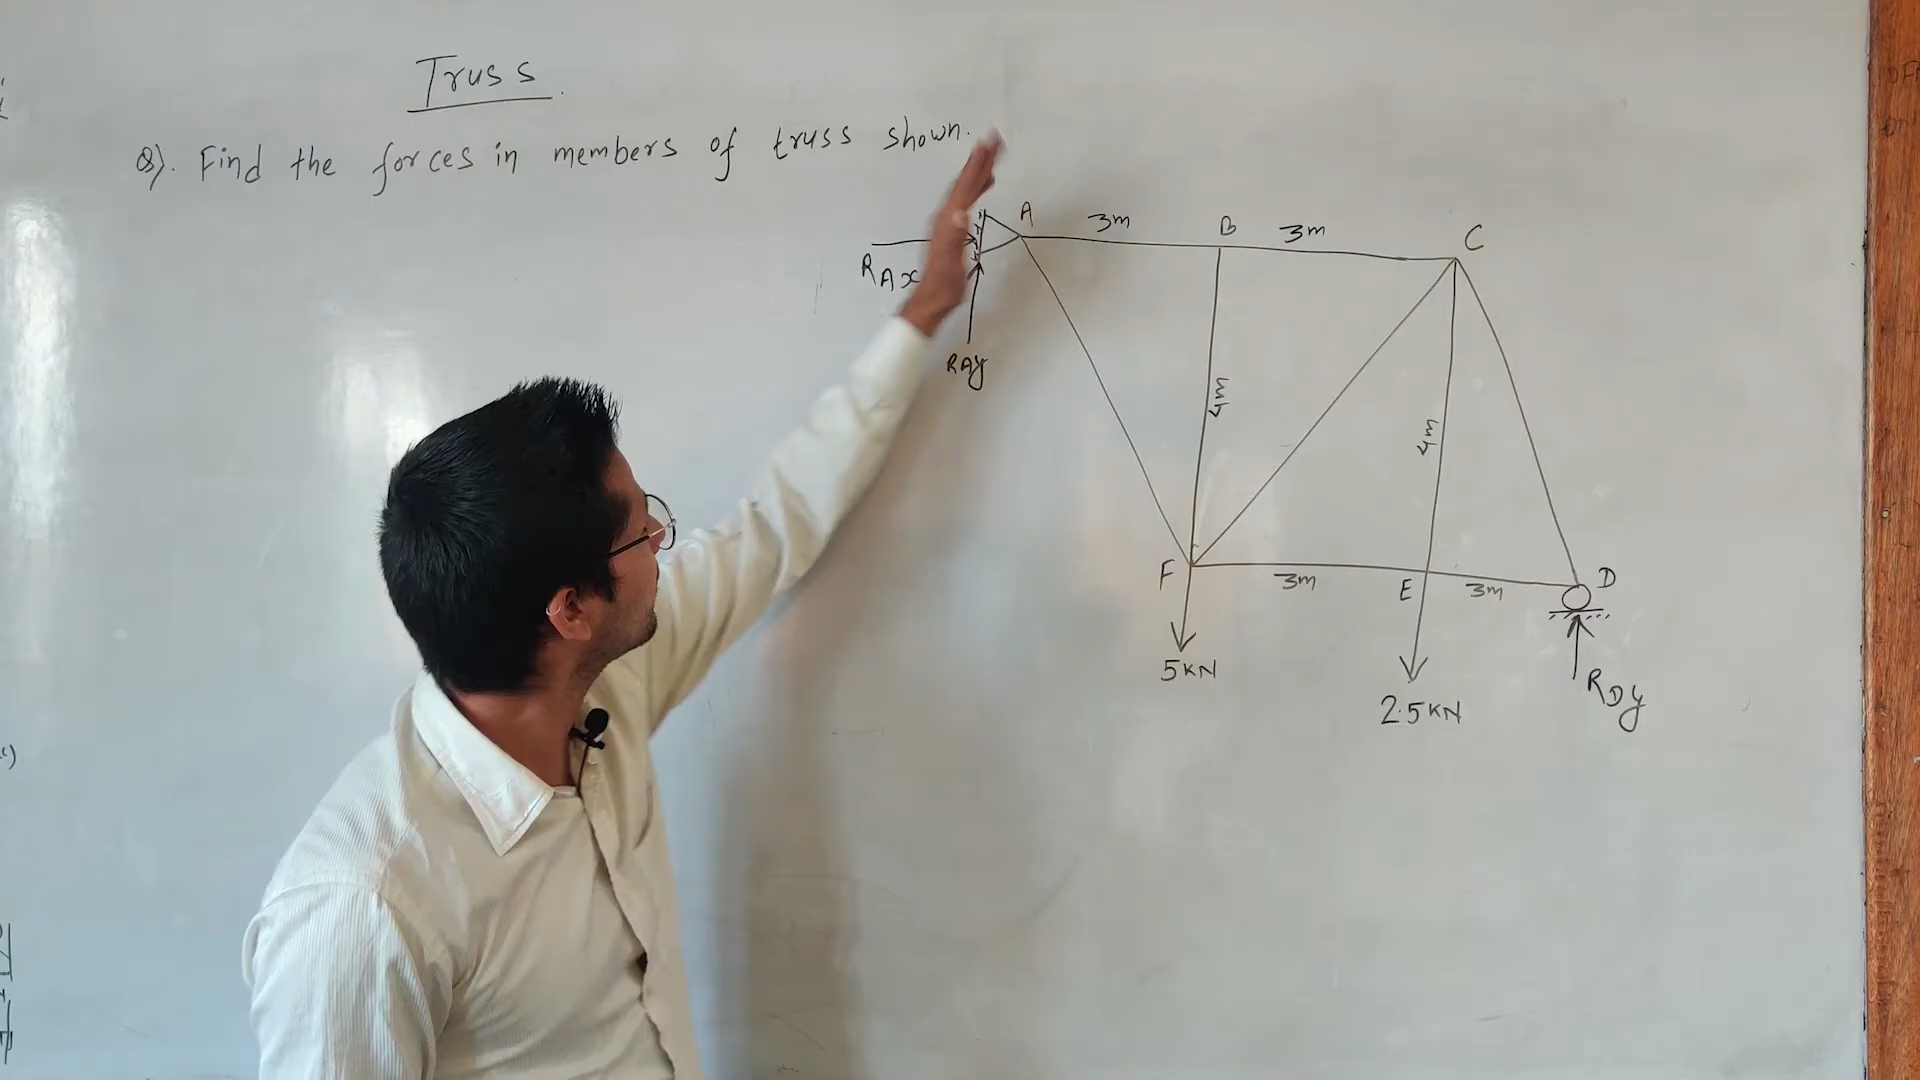 Truss.
Q). Find the forces in members of truss shown.
A 3m B 3m C
RAx
RAy
4m
4m
F 3m E 3m D
5KN
2.5KN
RDy